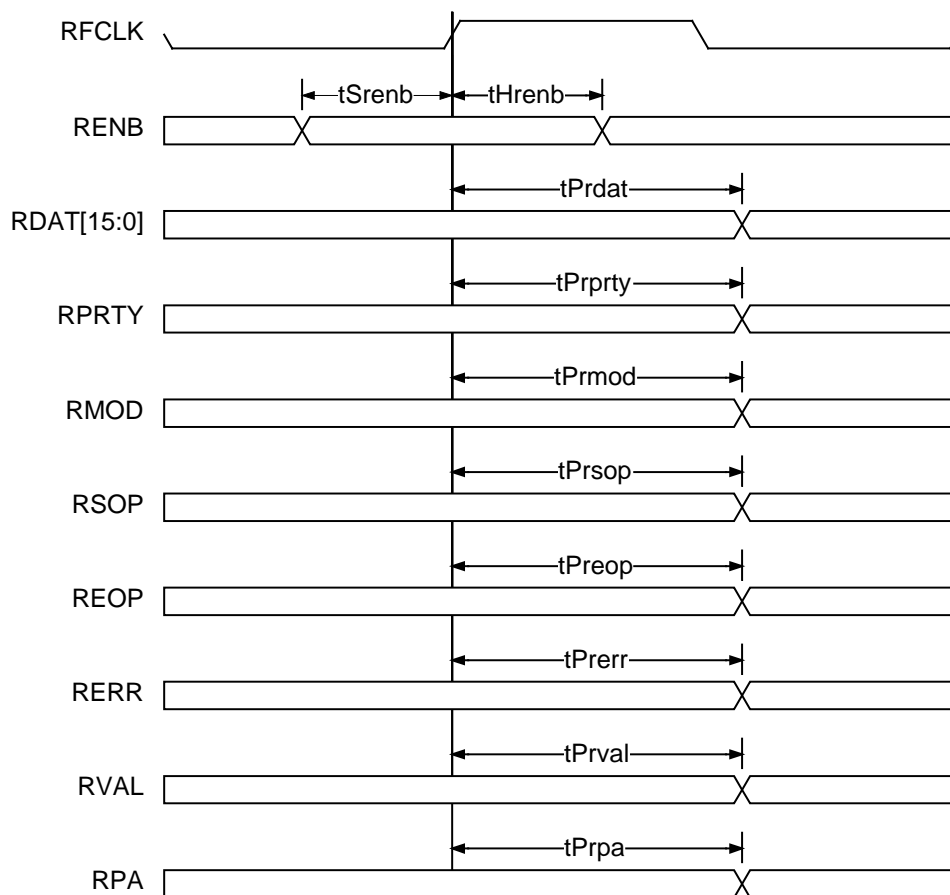 RFCLK
tSrenb tHrenb
RENB
tPrdat
RDAT[15:0]
tPrprty
RPRTY
tPrmod
RMOD
tPrsop
RSOP
tPreop
REOP
tPrerr
RERR
tPrval
RVAL
tPrpa
RPA